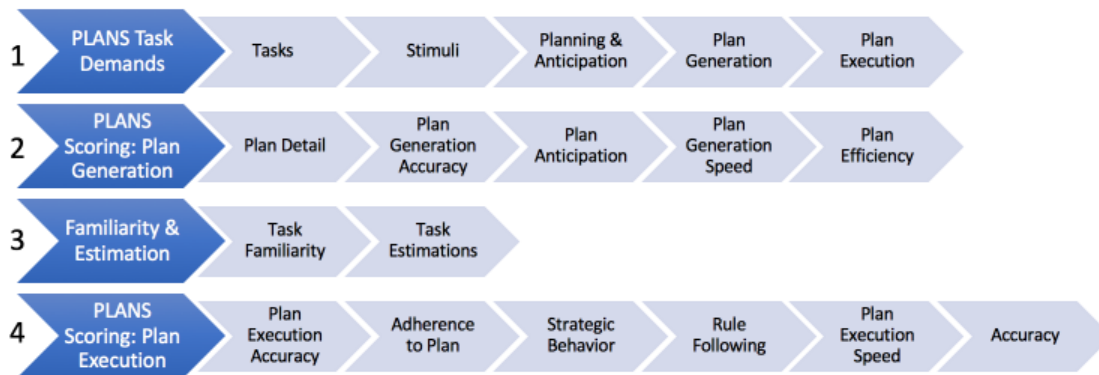 1
PLANS Task
Demands
Tasks
Stimuli
Planning &
Anticipation
Plan
Generation
Plan
Execution
2
PLANS
Scoring: Plan
Generation
Plan Detail
Plan
Generation
Accuracy
Plan
Anticipation
Plan
Generation
Speed
Plan
Efficiency
3
Familiarity &
Estimation
Task
Familiarity
Task
Estimations
4
PLANS
Scoring: Plan
Execution
Plan
Execution
Accuracy
Adherence
to Plan
Strategic
Behavior
Rule
Following
Plan
Execution
Speed
Accuracy